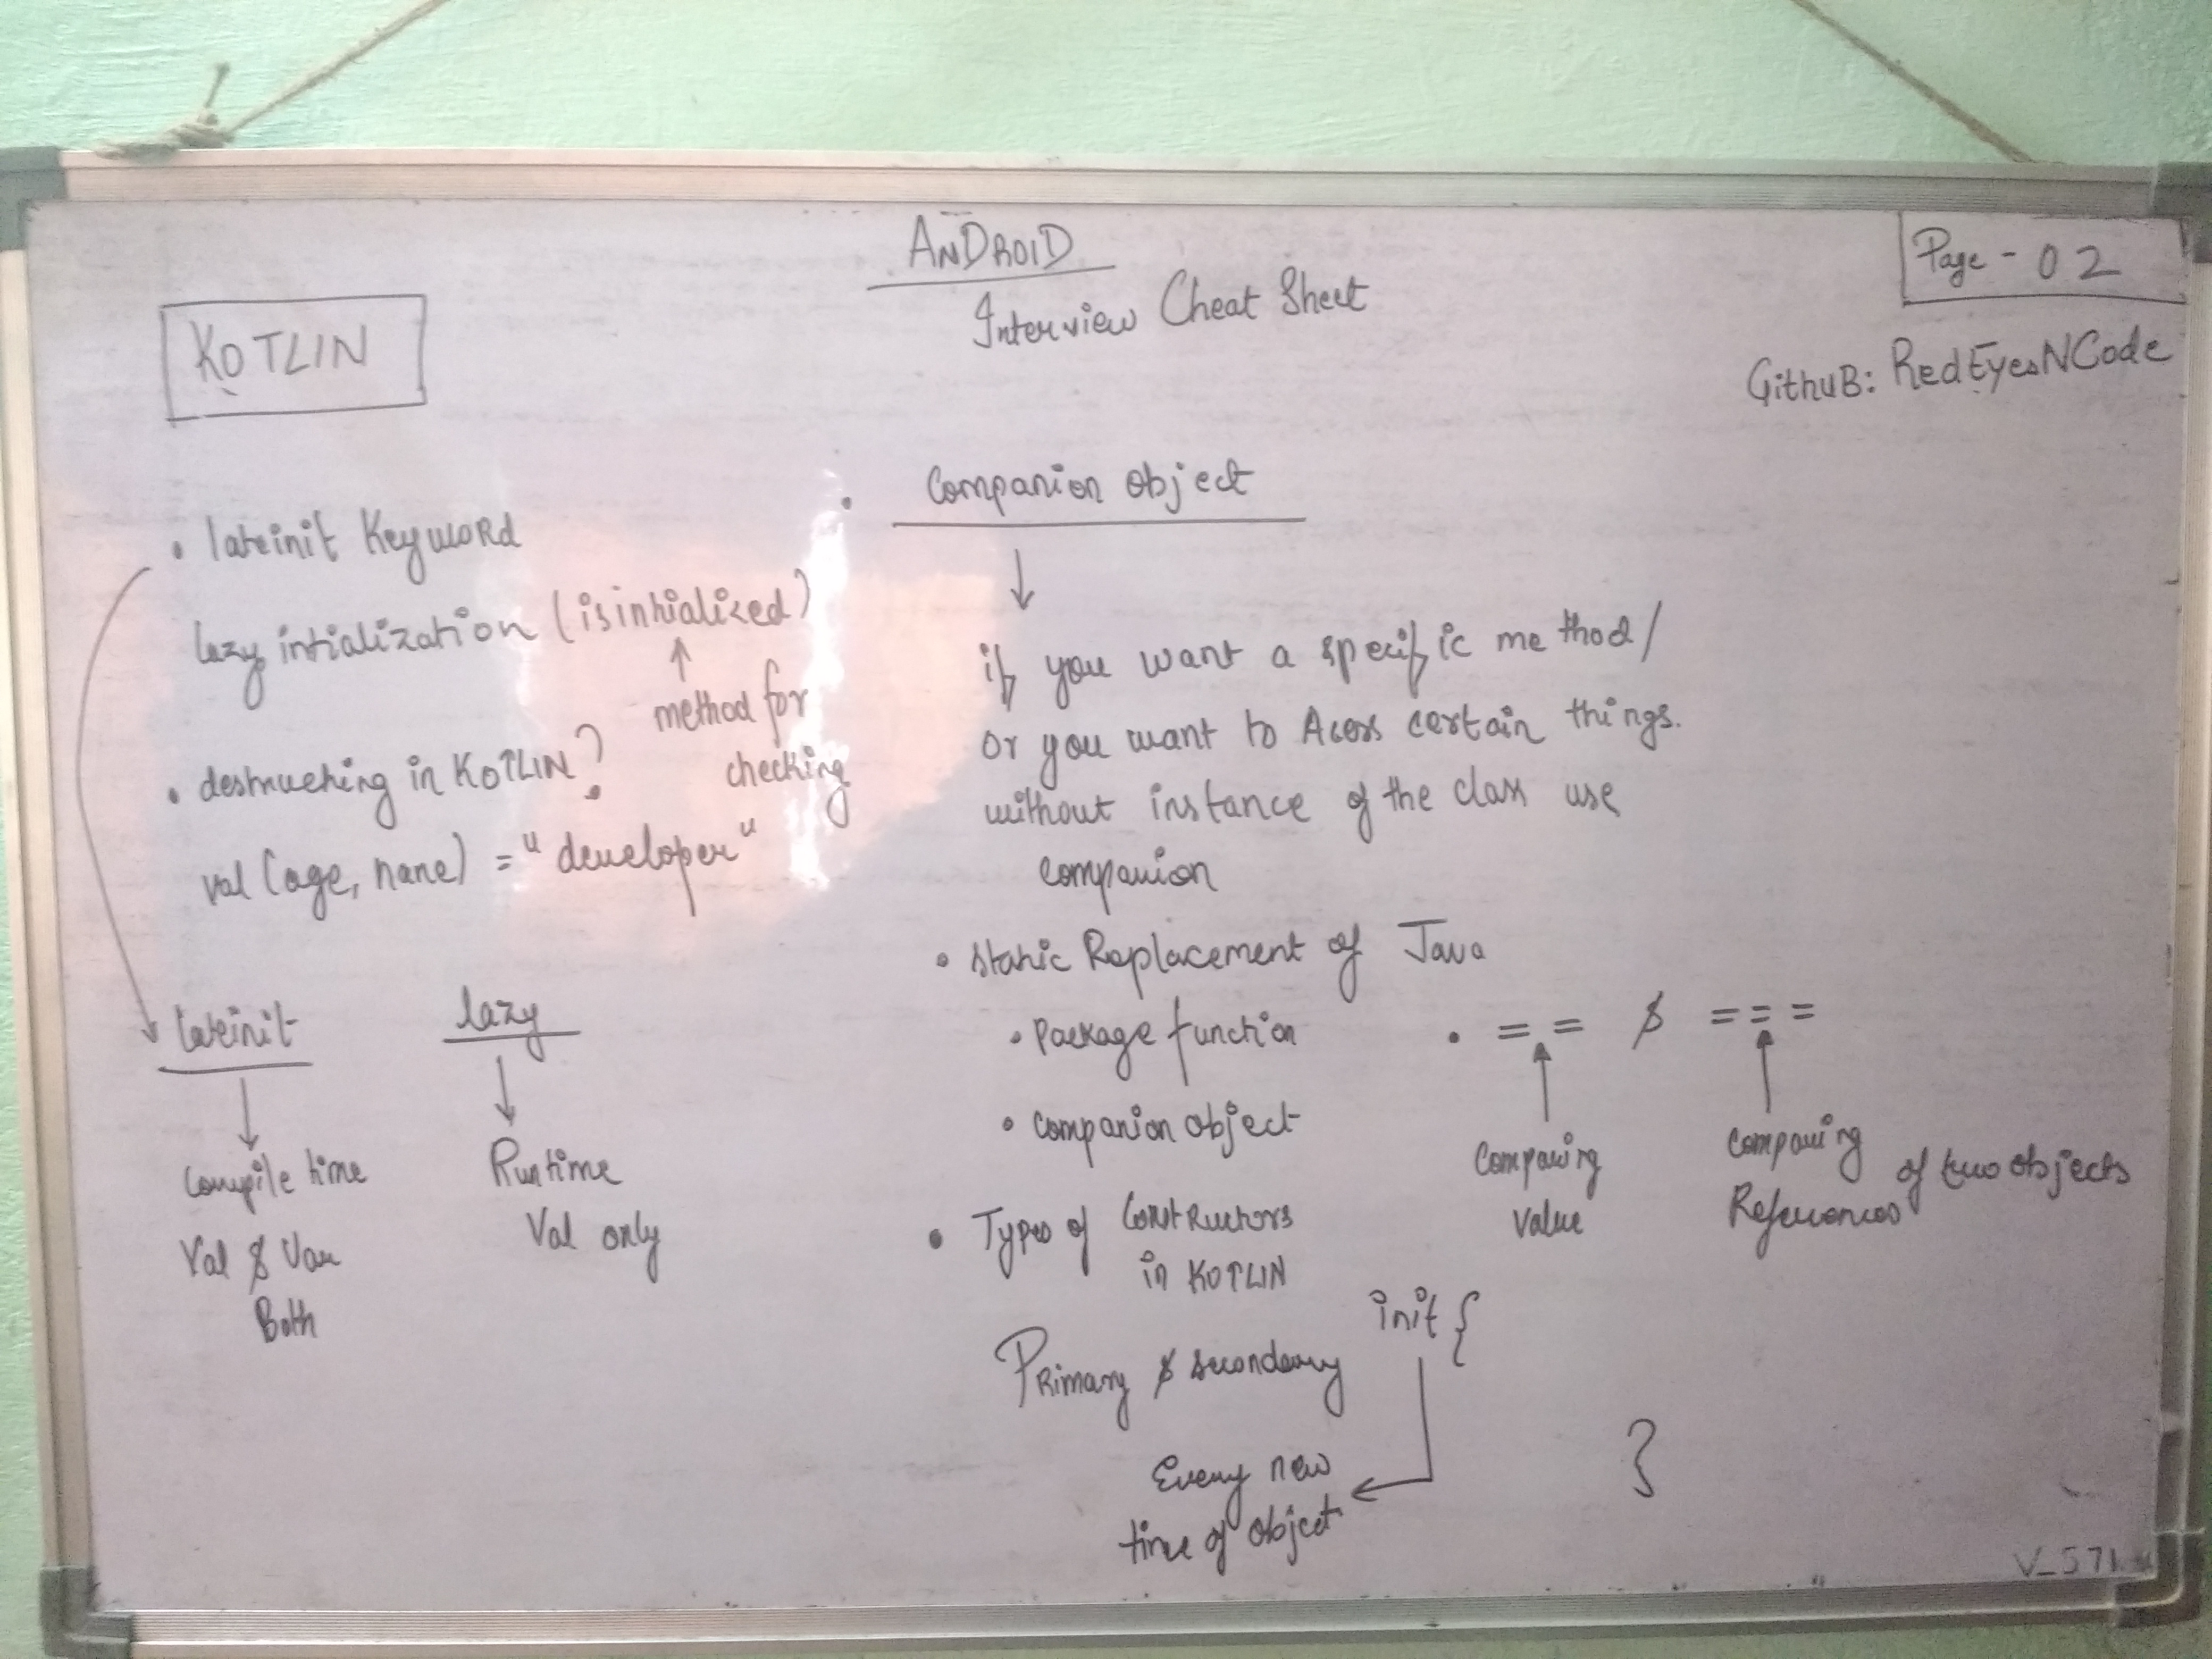 ANDROID
Interview Cheat Sheet
Page - 02
GithuB: RedEyesNCode
KOTLIN
• lateinit KeywoRd
lazy intialization (isinitialized)
↑
method for
checking
• destructuring in KOTLIN?
val (age, name) = "developer"
lateinit
↓
Compile time
Val & Var
Both
lazy
↓
Runtime
Val only
• Companion object
↓
if you want a specific method/
or you want to Acess certain things.
without instance of the class use
companion
• static Replacement of Java
• Package function
• Companion object
• == & ===
Comparing
value
Comparing
References of two objects
• Types of ConstRuctors
in KOTLIN
PRimary & secondary
init {
Every new
time of object
}
V_571